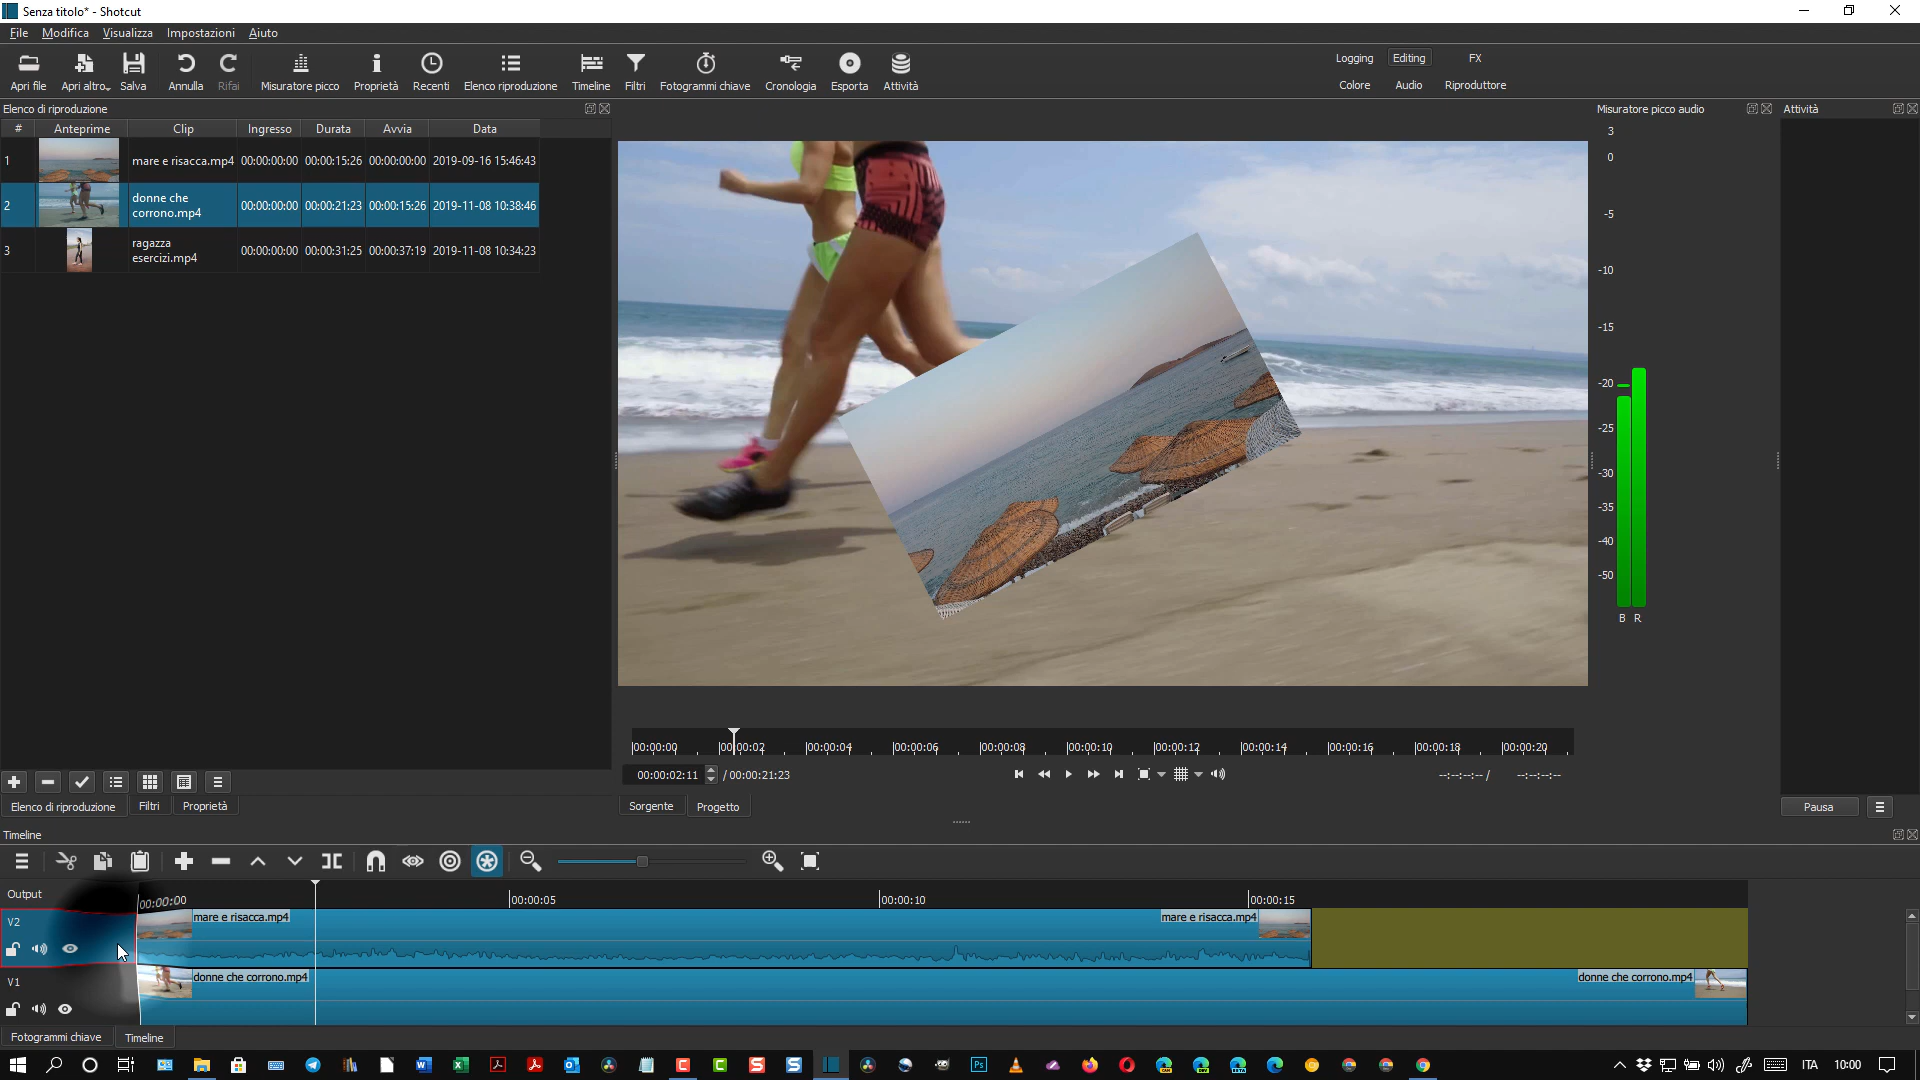 Senza titolo* - Shotcut
File Modifica Visualizza Impostazioni Aiuto
Apri file Apri altro Salva Annulla Rifai Misuratore picco Proprietà Recenti Elenco riproduzione Timeline Filtri Fotogrammi chiave Cronologia Esporta Attività
Logging Editing FX
Colore Audio Riproduttore
Elenco di riproduzione
# Anteprime Clip Ingresso Durata Avvia Data
1 mare e risacca.mp4 00:00:00:00 00:00:15:26 00:00:00:00 2019-09-16 15:46:43
2 donne che corrono.mp4 00:00:00:00 00:00:21:23 00:00:15:26 2019-11-08 10:38:46
3 ragazza esercizi.mp4 00:00:00:00 00:00:31:25 00:00:37:19 2019-11-08 10:34:23
Elenco di riproduzione Filtri Proprietà
00:00:00 00:00:02 00:00:04 00:00:06 00:00:08 00:00:10 00:00:12 00:00:14 00:00:16 00:00:18 00:00:20
00:00:02:11 / 00:00:21:23 --:--:--:-- / --:--:--:--
Sorgente Progetto
Misuratore picco audio
3
0
-5
-10
-15
-20
-25
-30
-35
-40
-50
B R
Attività
Pausa
Timeline
Output 00:00:00 00:00:05 00:00:10 00:00:15
V2 mare e risacca.mp4 mare e risacca.mp4
V1 donne che corrono.mp4 donne che corrono.mp4
Fotogrammi chiave Timeline
ITA 10:00